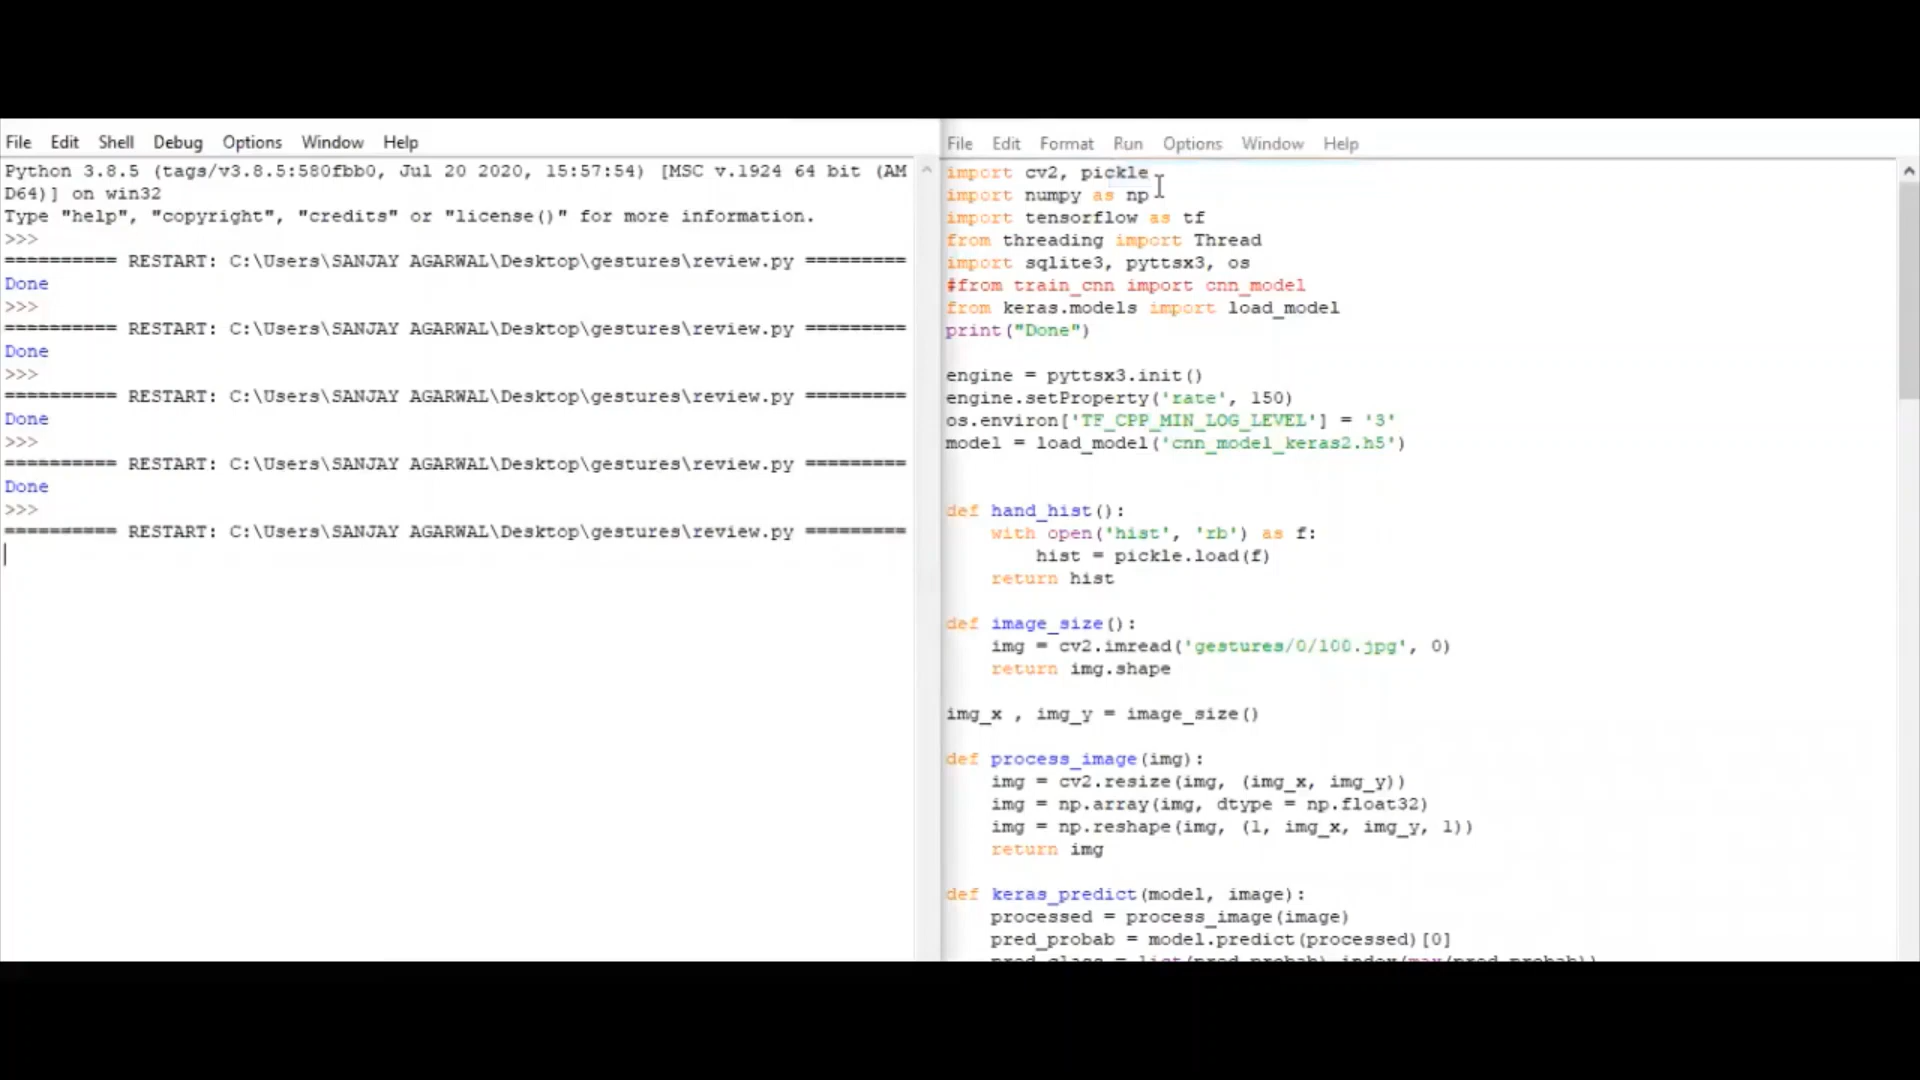 File Edit Shell Debug Options Window Help
Python 3.8.5 (tags/v3.8.5:580fbb0, Jul 20 2020, 15:57:54) [MSC v.1924 64 bit (AM
D64)] on win32
Type "help", "copyright", "credits" or "license()" for more information.
>>>
========== RESTART: C:\Users\SANJAY AGARWAL\Desktop\gestures\review.py =========
Done
>>>
========== RESTART: C:\Users\SANJAY AGARWAL\Desktop\gestures\review.py =========
Done
>>>
========== RESTART: C:\Users\SANJAY AGARWAL\Desktop\gestures\review.py =========
Done
>>>
========== RESTART: C:\Users\SANJAY AGARWAL\Desktop\gestures\review.py =========
Done
>>>
========== RESTART: C:\Users\SANJAY AGARWAL\Desktop\gestures\review.py =========
File Edit Format Run Options Window Help
import cv2, pickle
import numpy as np
import tensorflow as tf
from threading import Thread
import sqlite3, pyttsx3, os
#from train_cnn import cnn_model
from keras.models import load_model
print("Done")
engine = pyttsx3.init()
engine.setProperty('rate', 150)
os.environ['TF_CPP_MIN_LOG_LEVEL'] = '3'
model = load_model('cnn_model_keras2.h5')
def hand_hist():
    with open('hist', 'rb') as f:
        hist = pickle.load(f)
    return hist
def image_size():
    img = cv2.imread('gestures/0/100.jpg', 0)
    return img.shape
img_x , img_y = image_size()
def process_image(img):
    img = cv2.resize(img, (img_x, img_y))
    img = np.array(img, dtype = np.float32)
    img = np.reshape(img, (1, img_x, img_y, 1))
    return img
def keras_predict(model, image):
    processed = process_image(image)
    pred_probab = model.predict(processed)[0]
    pred_class = list(pred_probab).index(max(pred_probab))